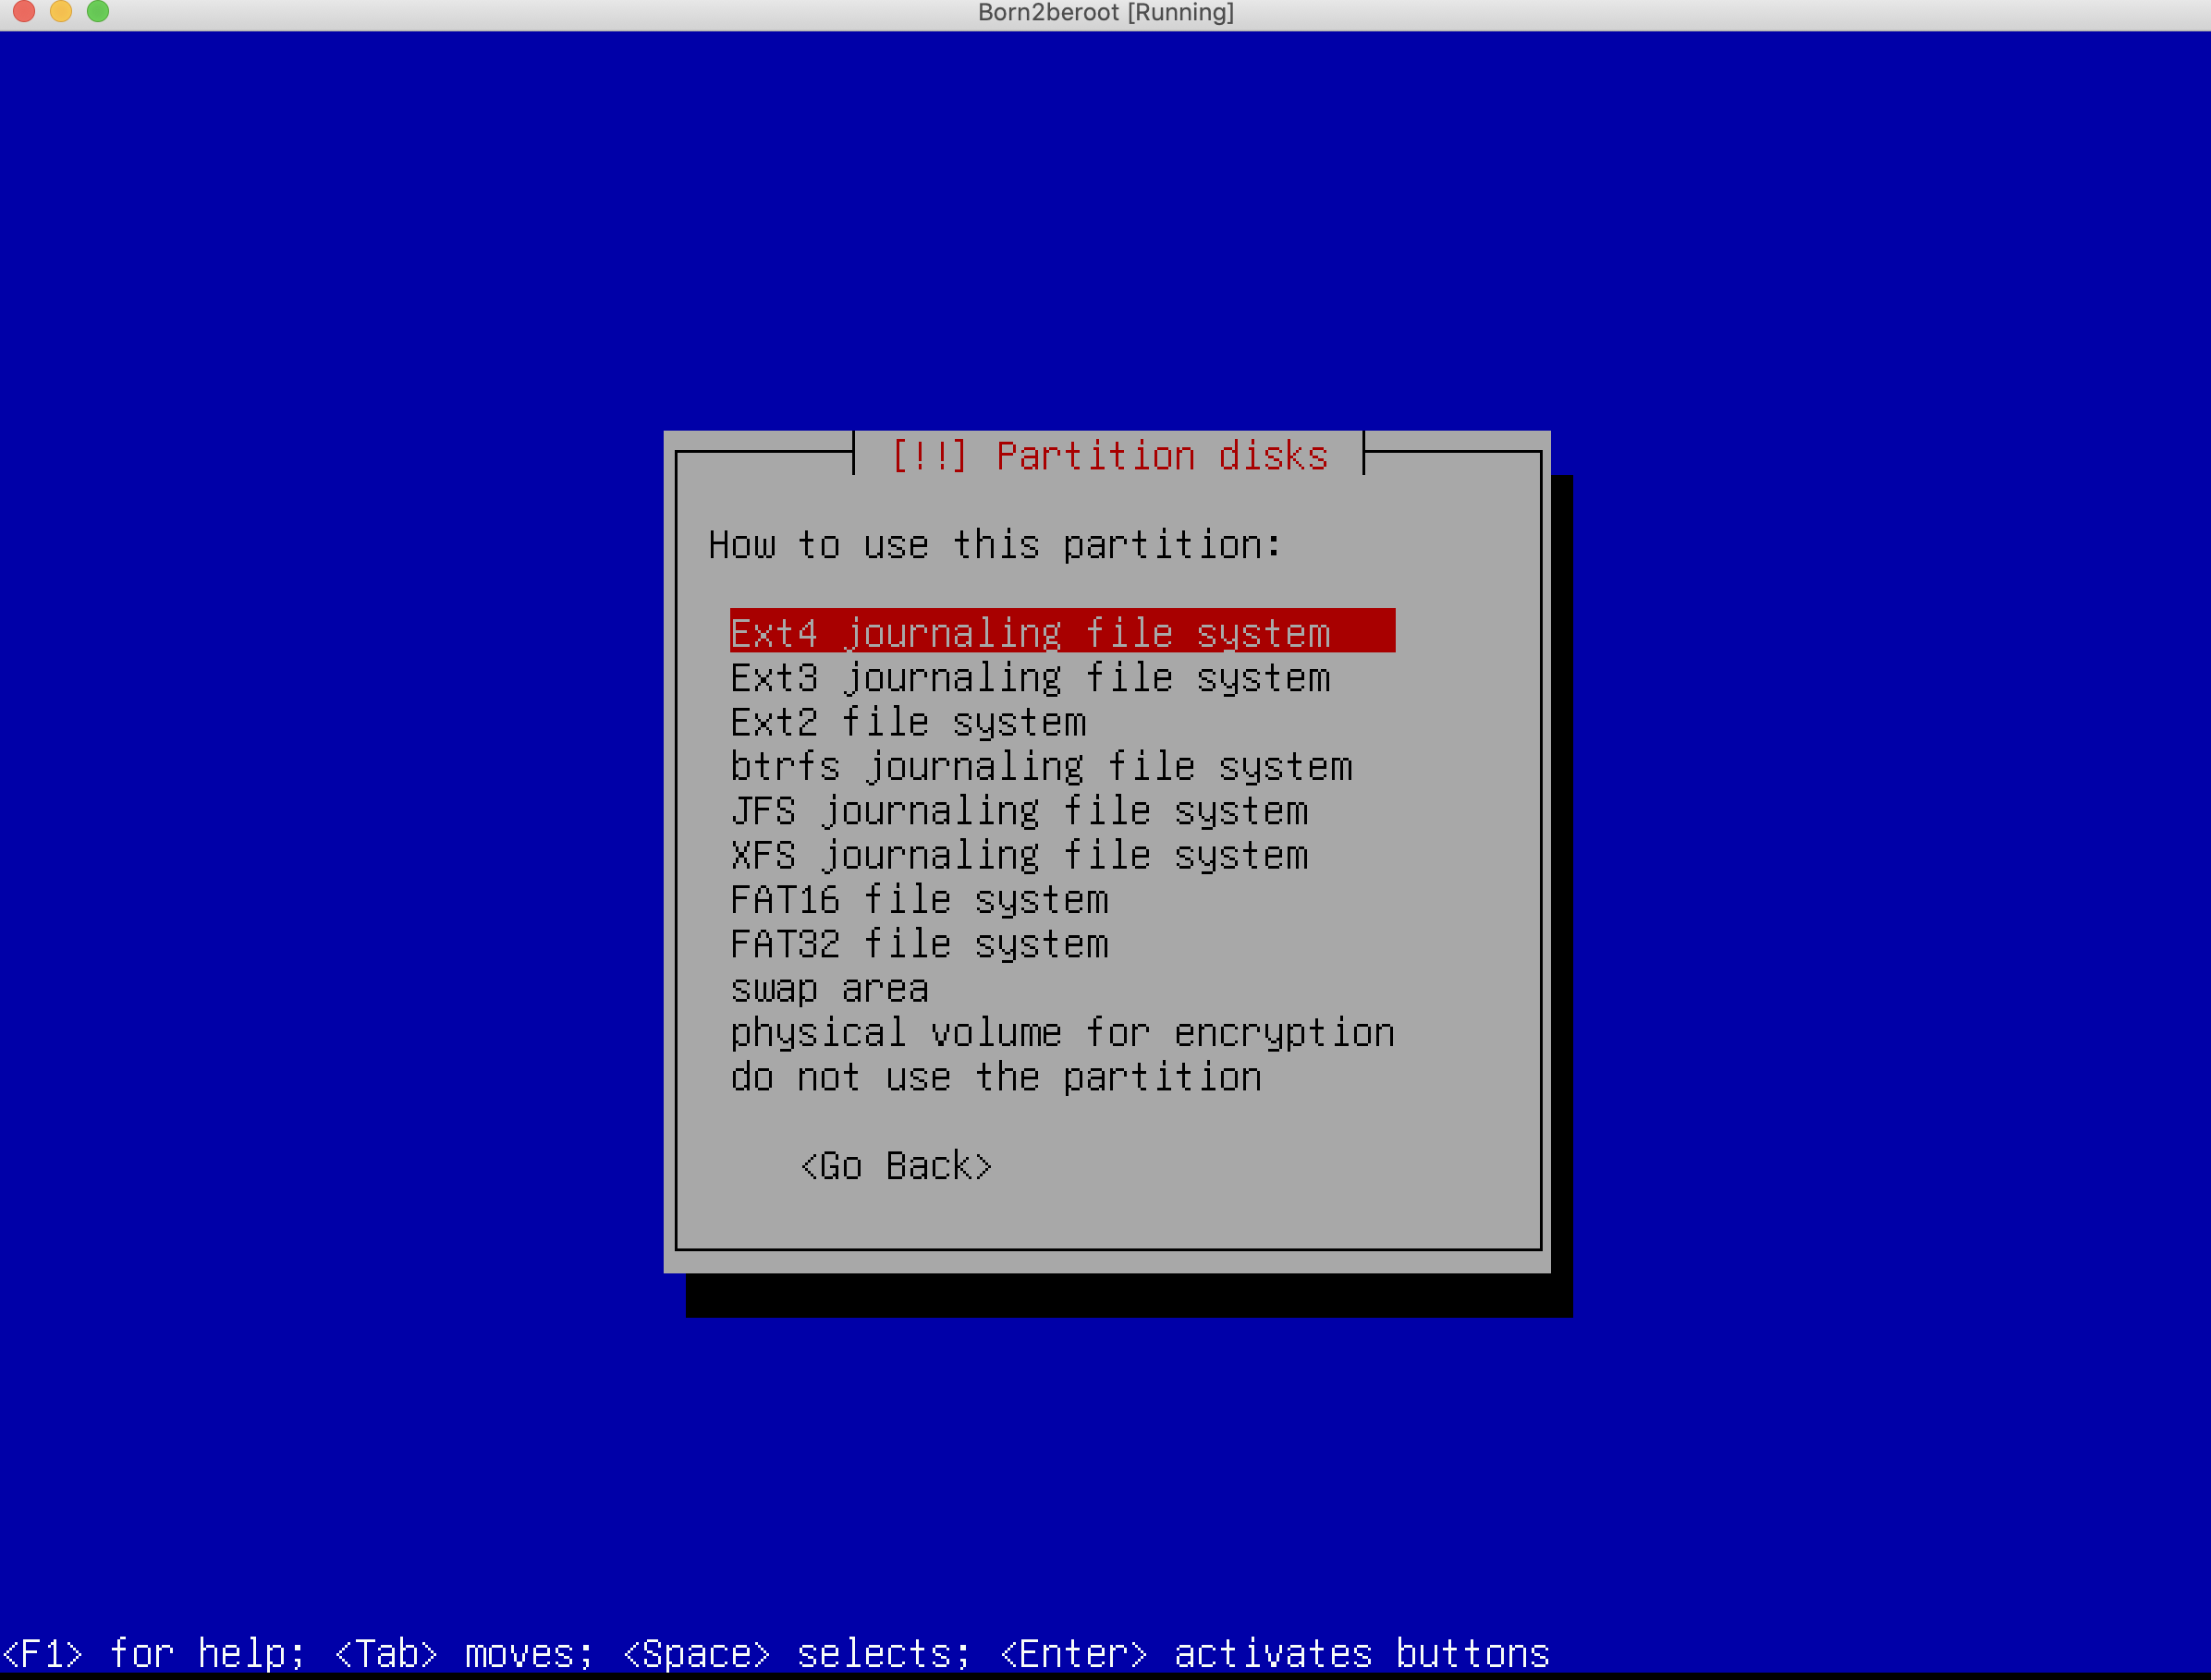 Born2beroot [Running]
[!!] Partition disks
How to use this partition:
Ext4 journaling file system
Ext3 journaling file system
Ext2 file system
btrfs journaling file system
JFS journaling file system
XFS journaling file system
FAT16 file system
FAT32 file system
swap area
physical volume for encryption
do not use the partition
<Go Back>
<F1> for help; <Tab> moves; <Space> selects; <Enter> activates buttons